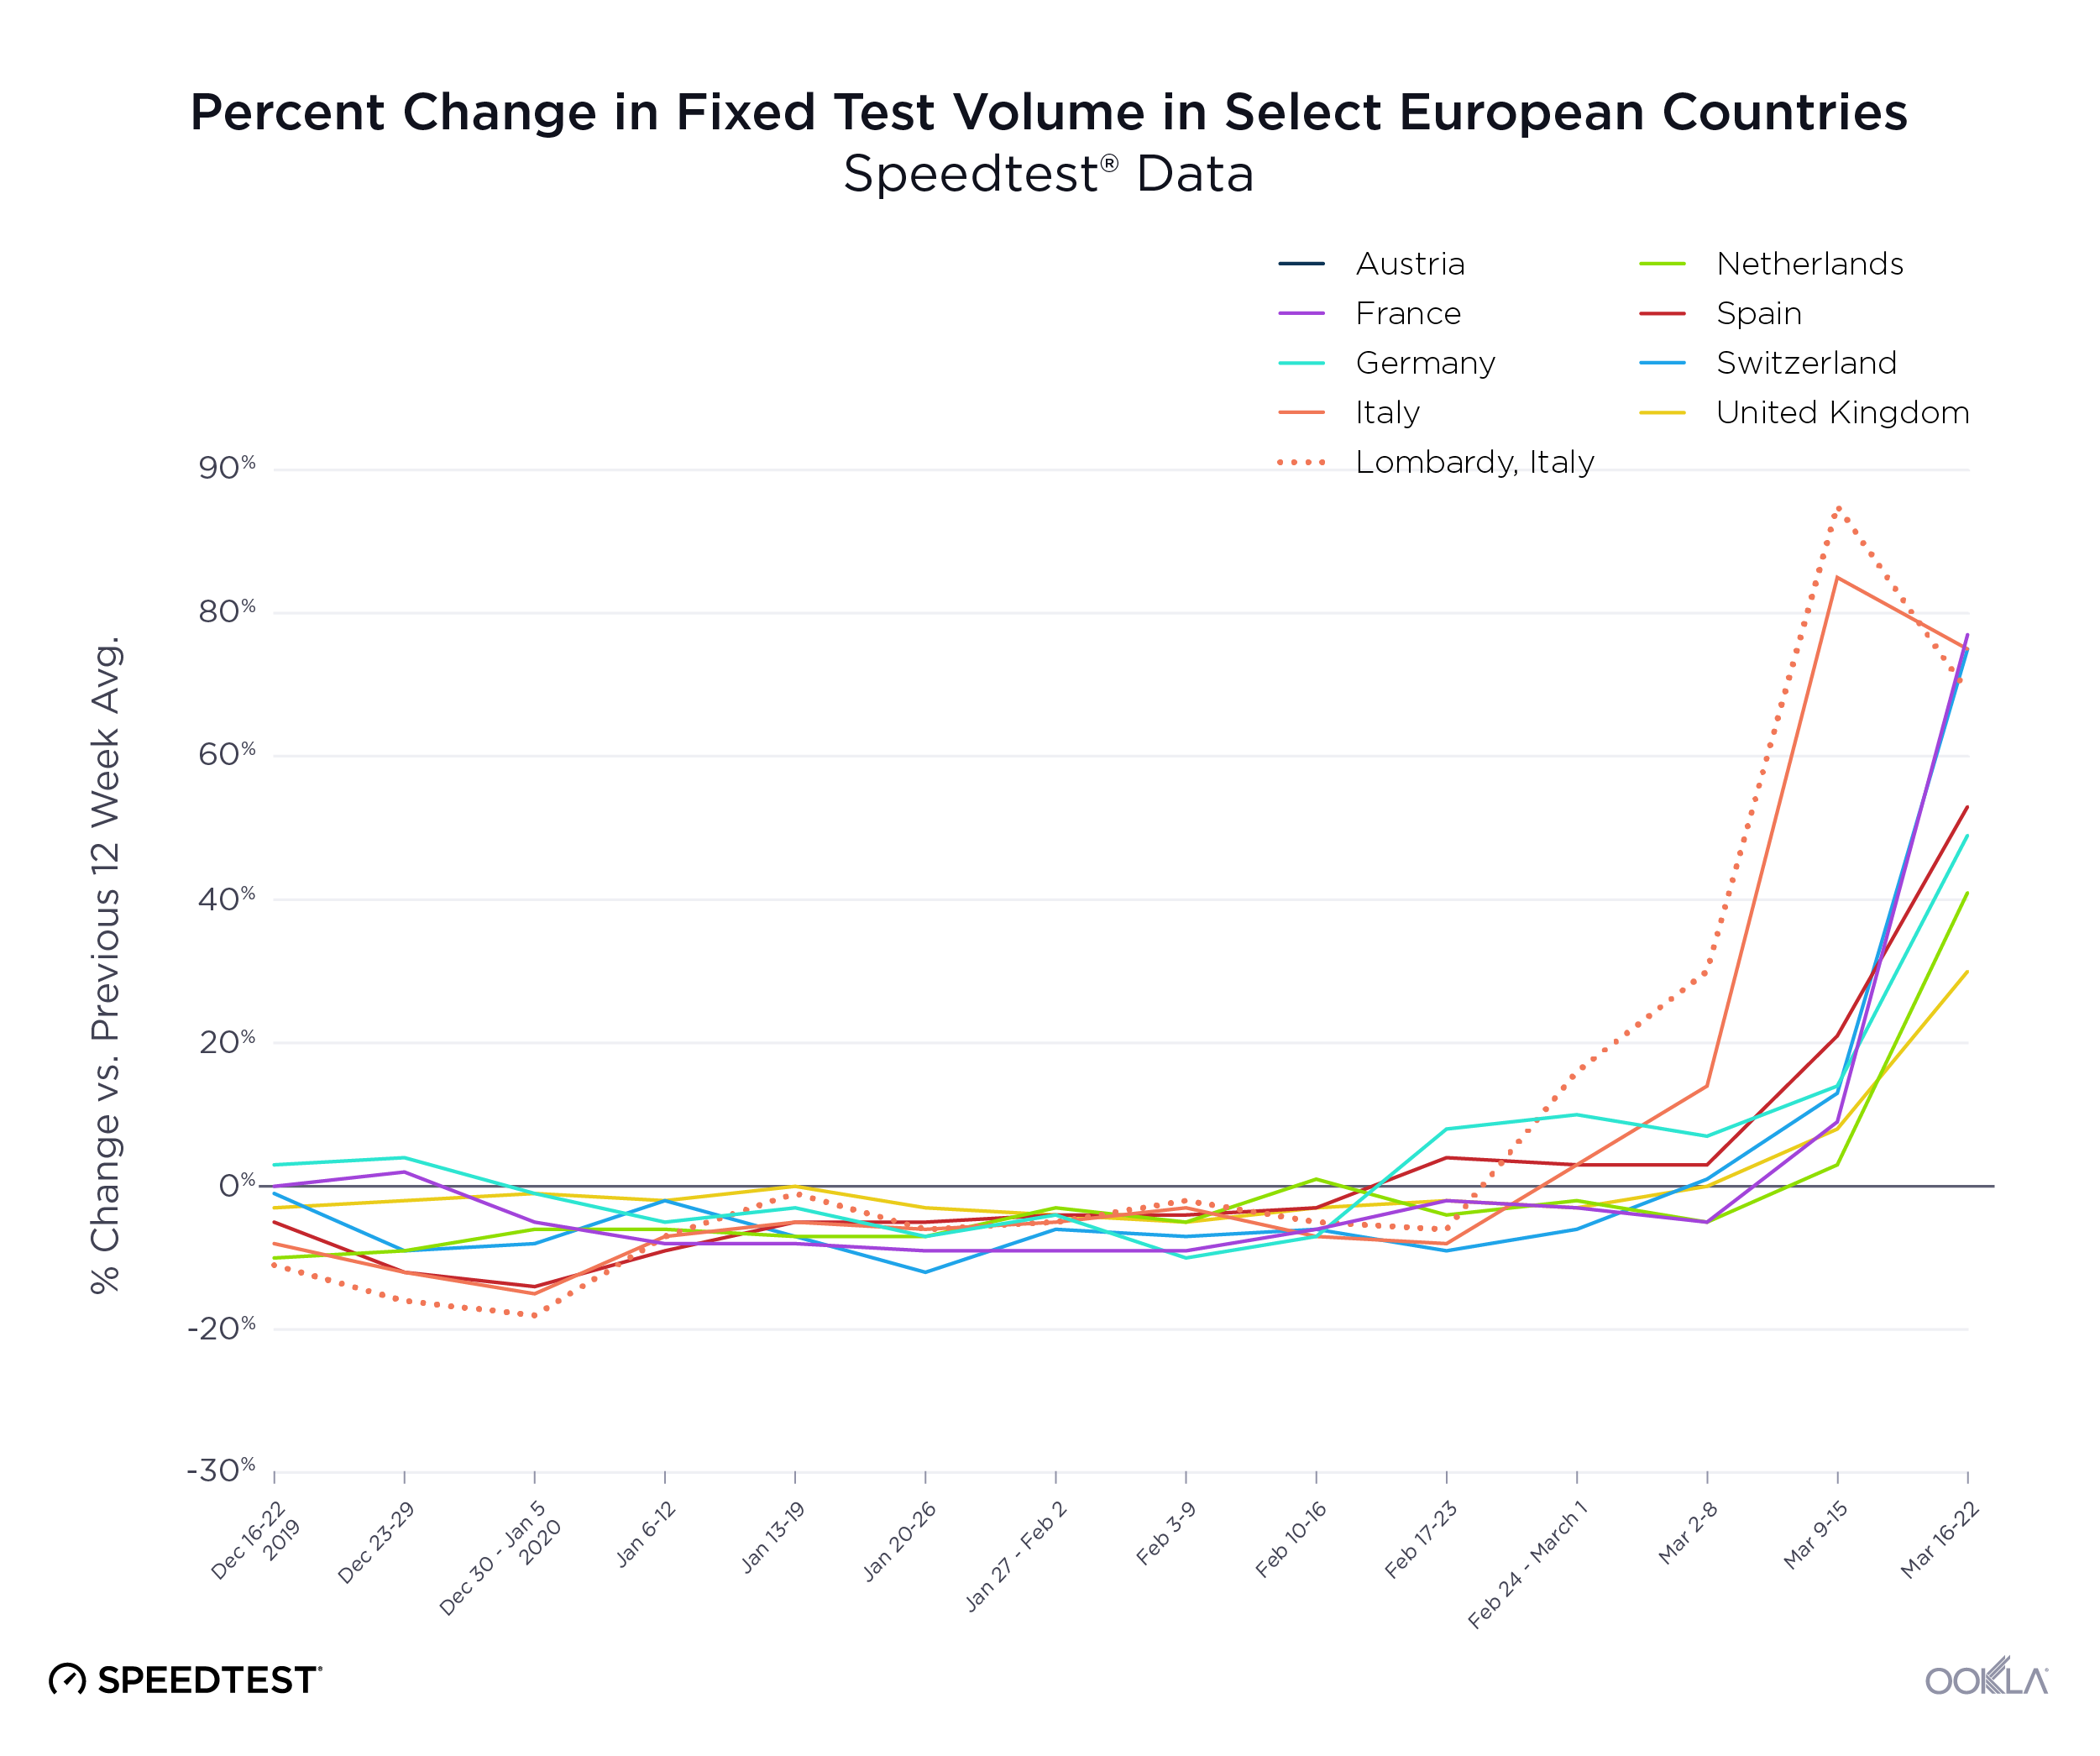 Percent Change in Fixed Test Volume in Select European Countries
Speedtest® Data
Austria
France
Germany
Italy
Lombardy, Italy
Netherlands
Spain
Switzerland
United Kingdom
% Change vs. Previous 12 Week Avg.
90%
80%
60%
40%
20%
0%
-20%
-30%
Dec 16-22
2019
Dec 23-29
Dec 30 - Jan 5
2020
Jan 6-12
Jan 13-19
Jan 20-26
Jan 27 - Feb 2
Feb 3-9
Feb 10-16
Feb 17-23
Feb 24 - March 1
Mar 2-8
Mar 9-15
Mar 16-22
SPEEDTEST®
OOKLA®